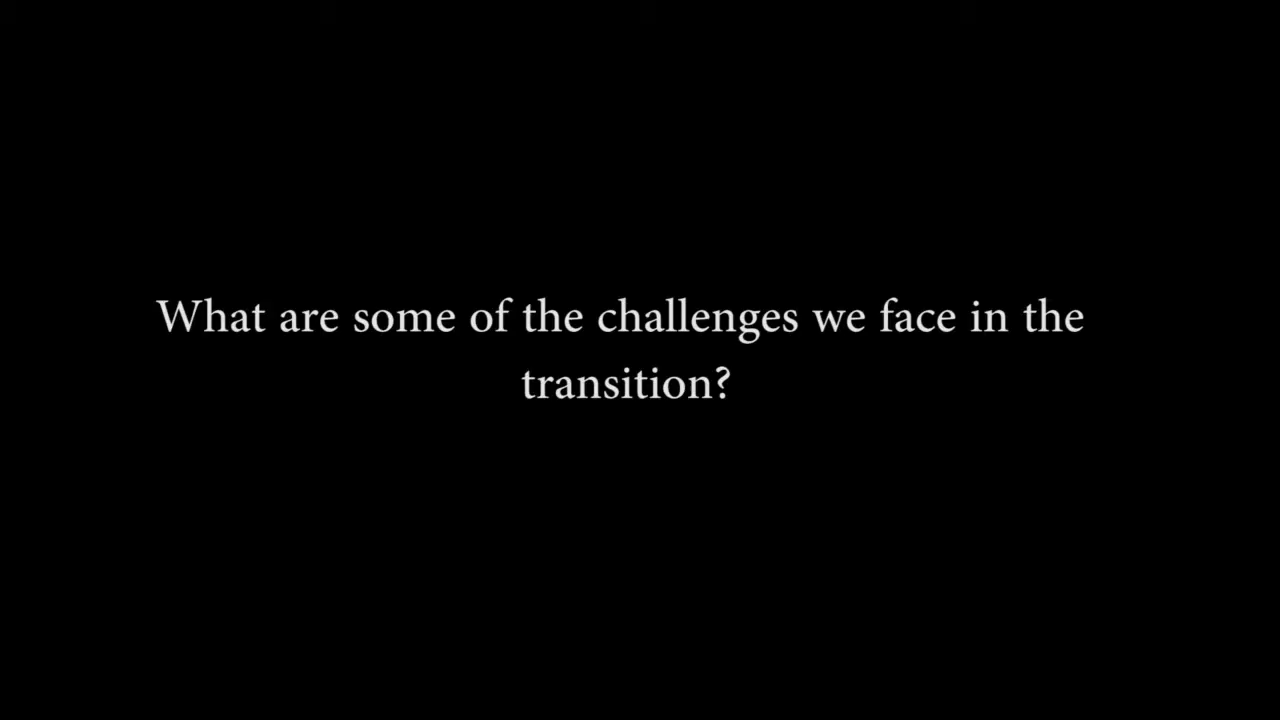 What are some of the challenges we face in the
transition?